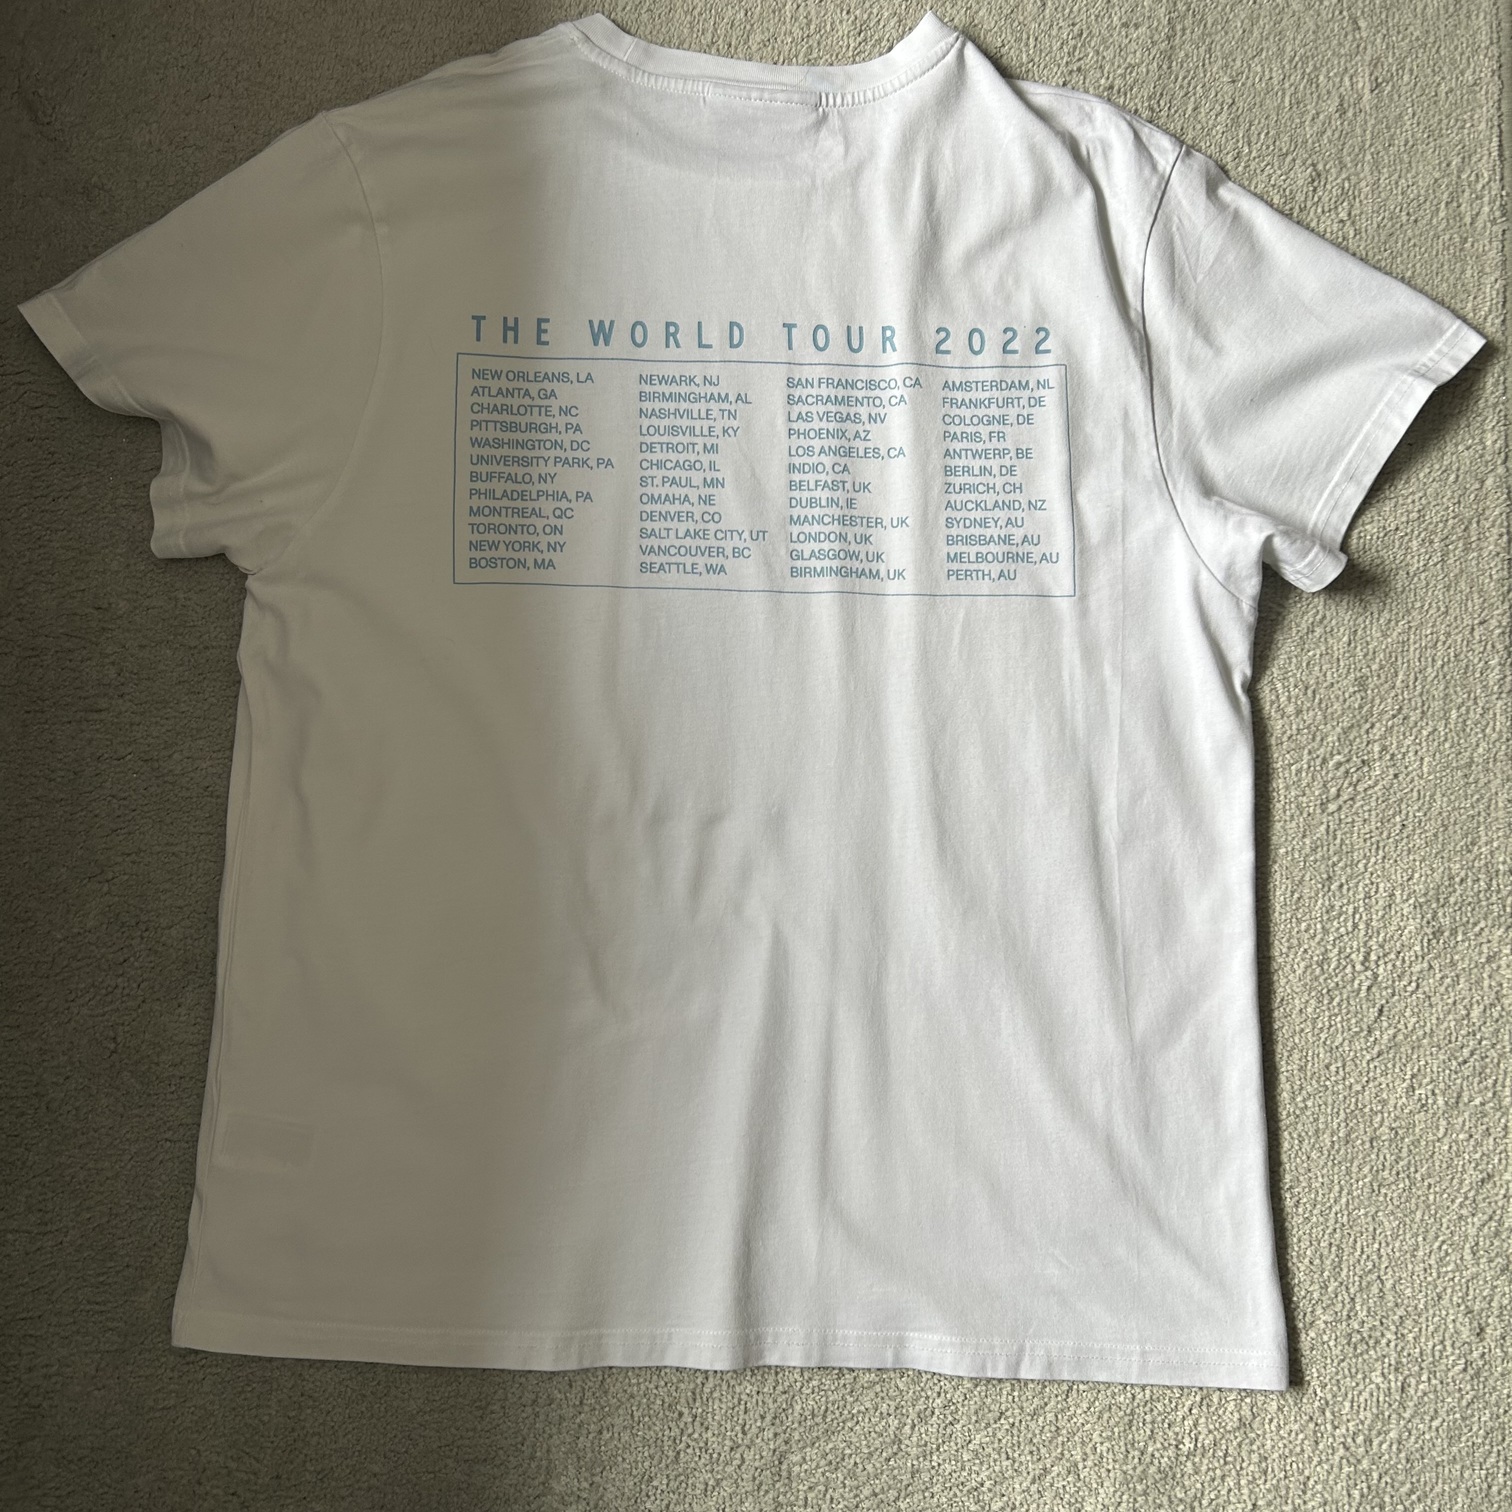 THE WORLD TOUR 2022
NEW ORLEANS, LA
ATLANTA, GA
CHARLOTTE, NC
PITTSBURGH, PA
WASHINGTON, DC
UNIVERSITY PARK, PA
BUFFALO, NY
PHILADELPHIA, PA
MONTREAL, QC
TORONTO, ON
NEW YORK, NY
BOSTON, MA
NEWARK, NJ
BIRMINGHAM, AL
NASHVILLE, TN
LOUISVILLE, KY
DETROIT, MI
CHICAGO, IL
ST. PAUL, MN
OMAHA, NE
DENVER, CO
SALT LAKE CITY, UT
VANCOUVER, BC
SEATTLE, WA
SAN FRANCISCO, CA
SACRAMENTO, CA
LAS VEGAS, NV
PHOENIX, AZ
LOS ANGELES, CA
INDIO, CA
BELFAST, UK
DUBLIN, IE
MANCHESTER, UK
LONDON, UK
GLASGOW, UK
BIRMINGHAM, UK
AMSTERDAM, NL
FRANKFURT, DE
COLOGNE, DE
PARIS, FR
ANTWERP, BE
BERLIN, DE
ZURICH, CH
AUCKLAND, NZ
SYDNEY, AU
BRISBANE, AU
MELBOURNE, AU
PERTH, AU